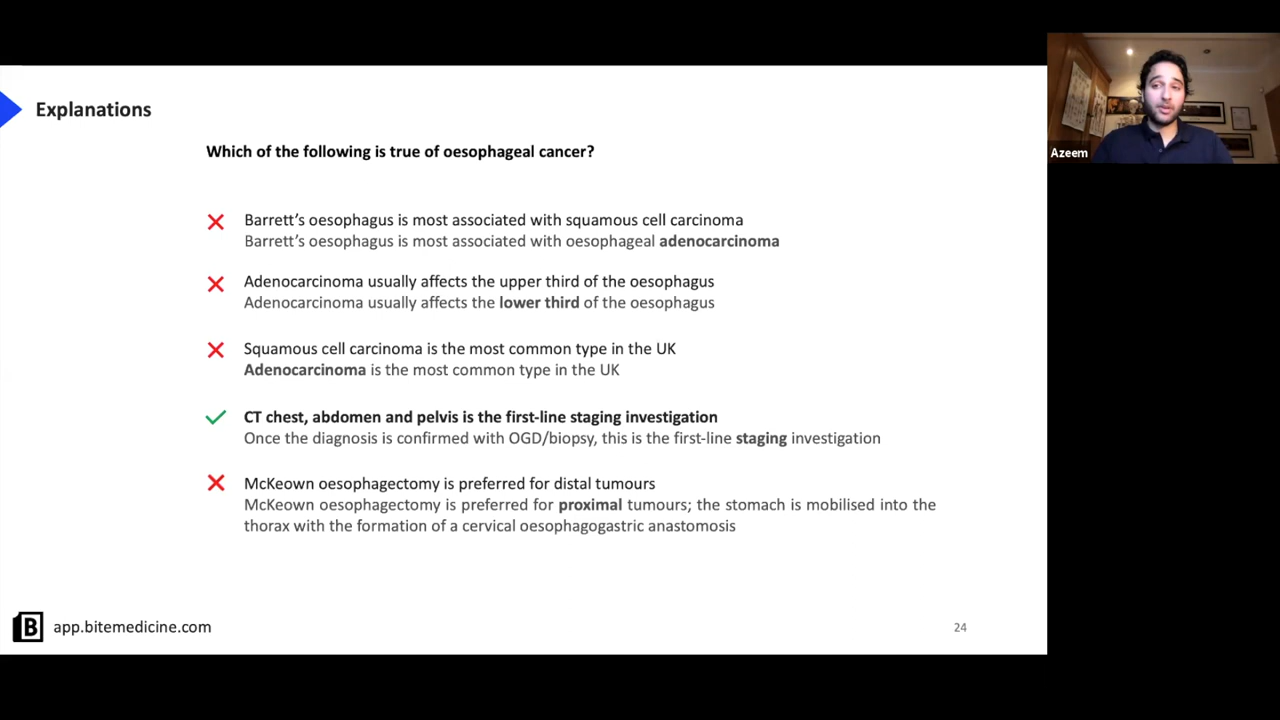 Explanations
Which of the following is true of oesophageal cancer?
Barrett's oesophagus is most associated with squamous cell carcinoma
Barrett's oesophagus is most associated with oesophageal adenocarcinoma
Adenocarcinoma usually affects the upper third of the oesophagus
Adenocarcinoma usually affects the lower third of the oesophagus
Squamous cell carcinoma is the most common type in the UK
Adenocarcinoma is the most common type in the UK
CT chest, abdomen and pelvis is the first-line staging investigation
Once the diagnosis is confirmed with OGD/biopsy, this is the first-line staging investigation
McKeown oesophagectomy is preferred for distal tumours
McKeown oesophagectomy is preferred for proximal tumours; the stomach is mobilised into the
thorax with the formation of a cervical oesophagogastric anastomosis
B app.bitemedicine.com
24
Azeem